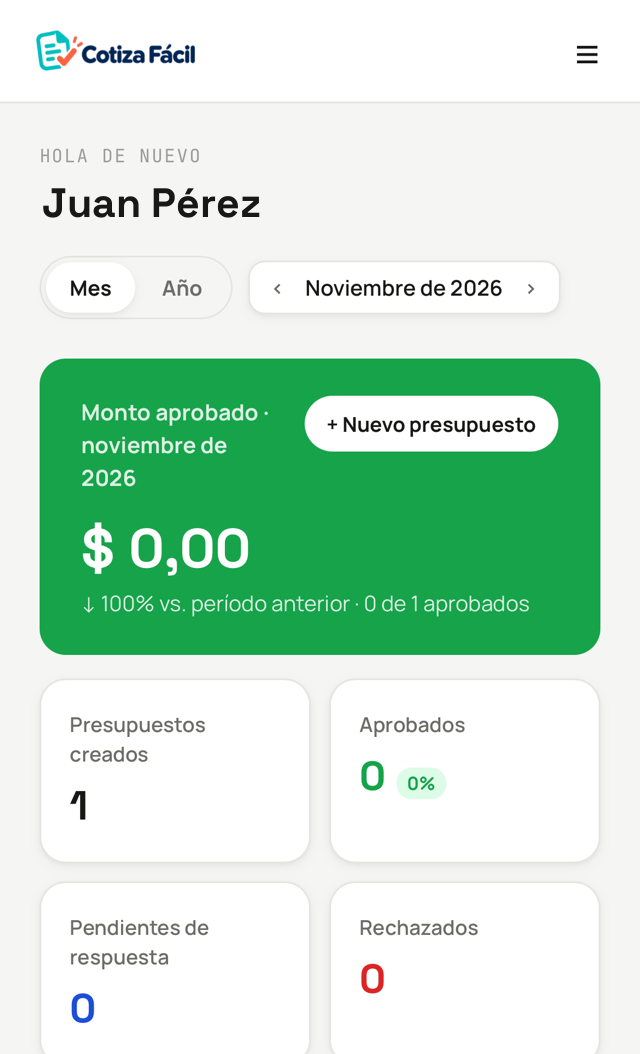 Cotiza Fácil
HOLA DE NUEVO
Juan Pérez
Mes
Año
‹ Noviembre de 2026 ›
Monto aprobado ·
noviembre de
2026
+ Nuevo presupuesto
$ 0,00
↓ 100% vs. período anterior · 0 de 1 aprobados
Presupuestos
creados
1
Aprobados
0 0%
Pendientes de
respuesta
0
Rechazados
0